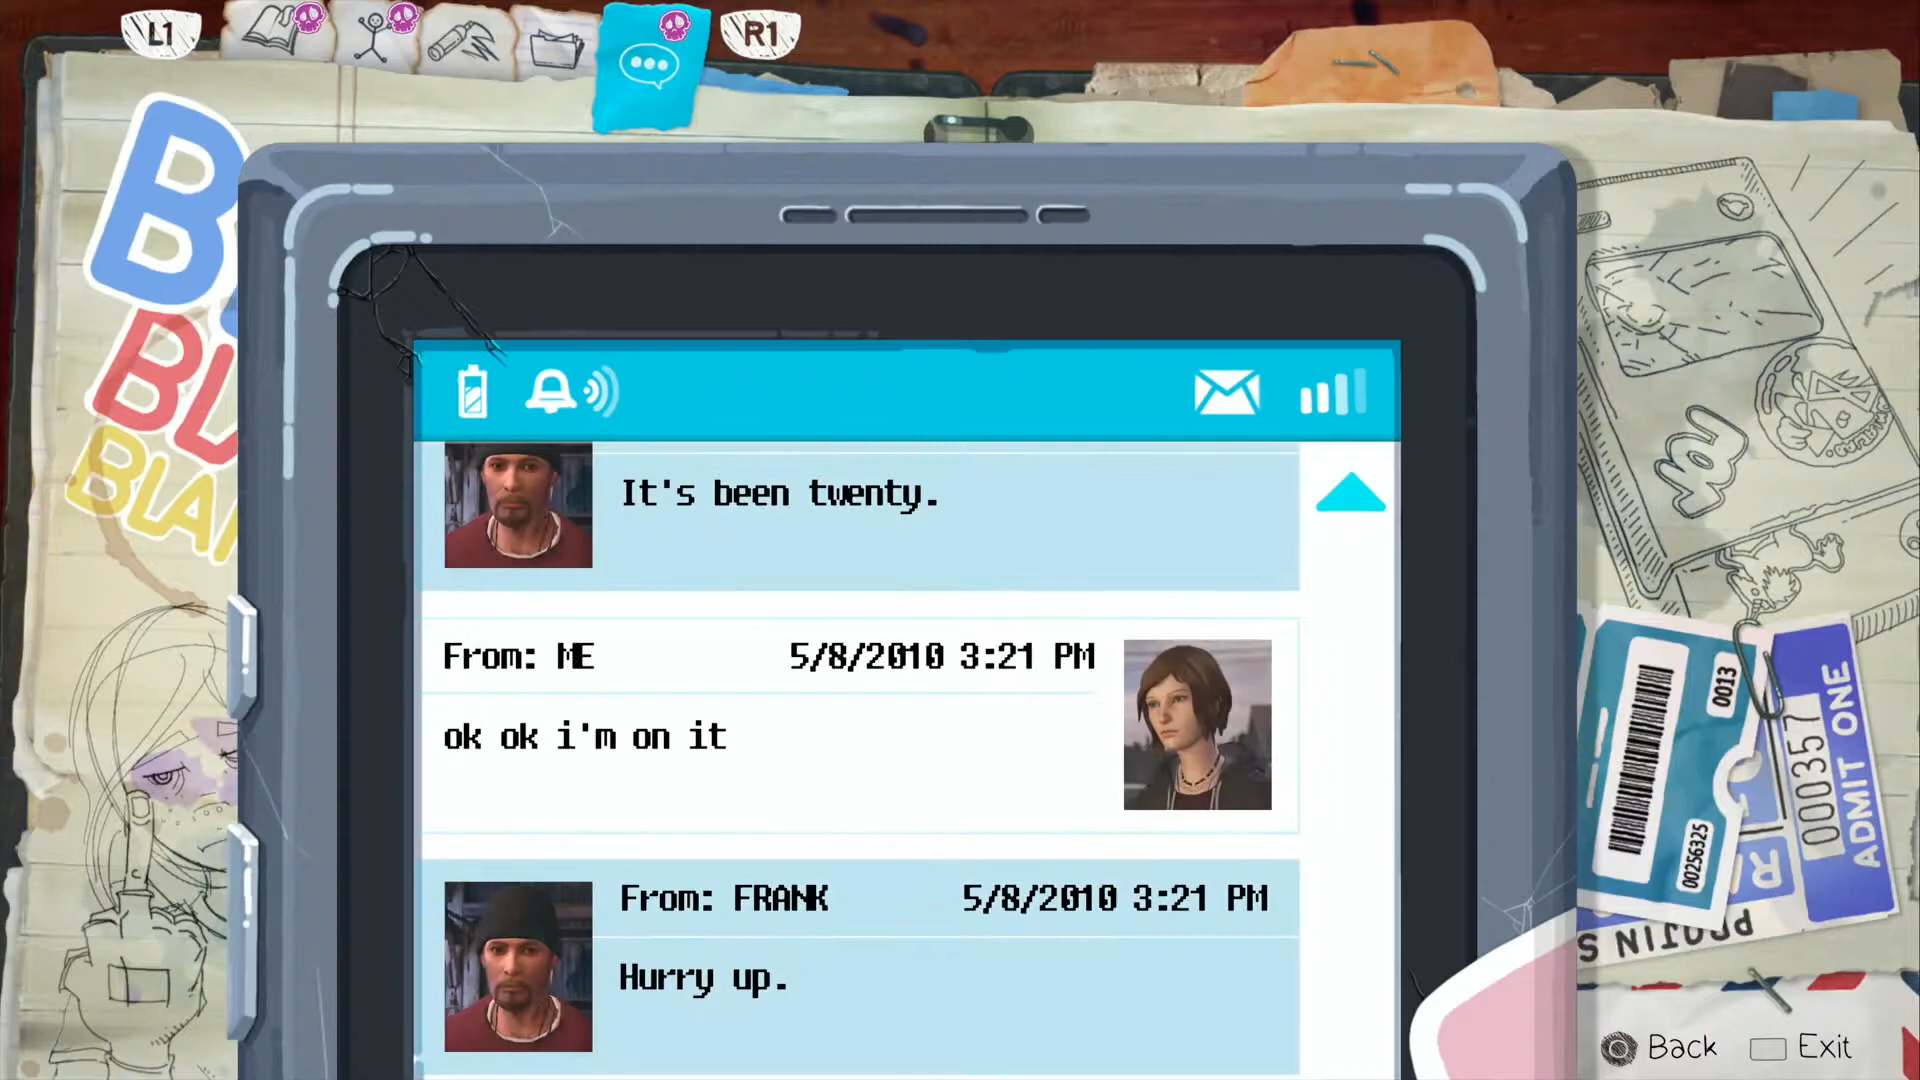 L1
R1
It's been twenty.
From: ME 5/8/2010 3:21 PM
ok ok i'm on it
From: FRANK 5/8/2010 3:21 PM
Hurry up.
0013
00256325
000357
ADMIT ONE
Back
Exit